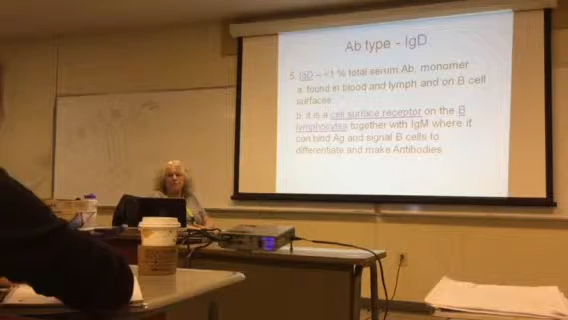 Ab type - IgD
5. IgD – <1 % total serum Ab, monomer
a. found in blood and lymph and on B cell
surfaces
b. it is a cell surface receptor on the B
lymphocytes together with IgM where it
can bind Ag and signal B cells to
differentiate and make Antibodies